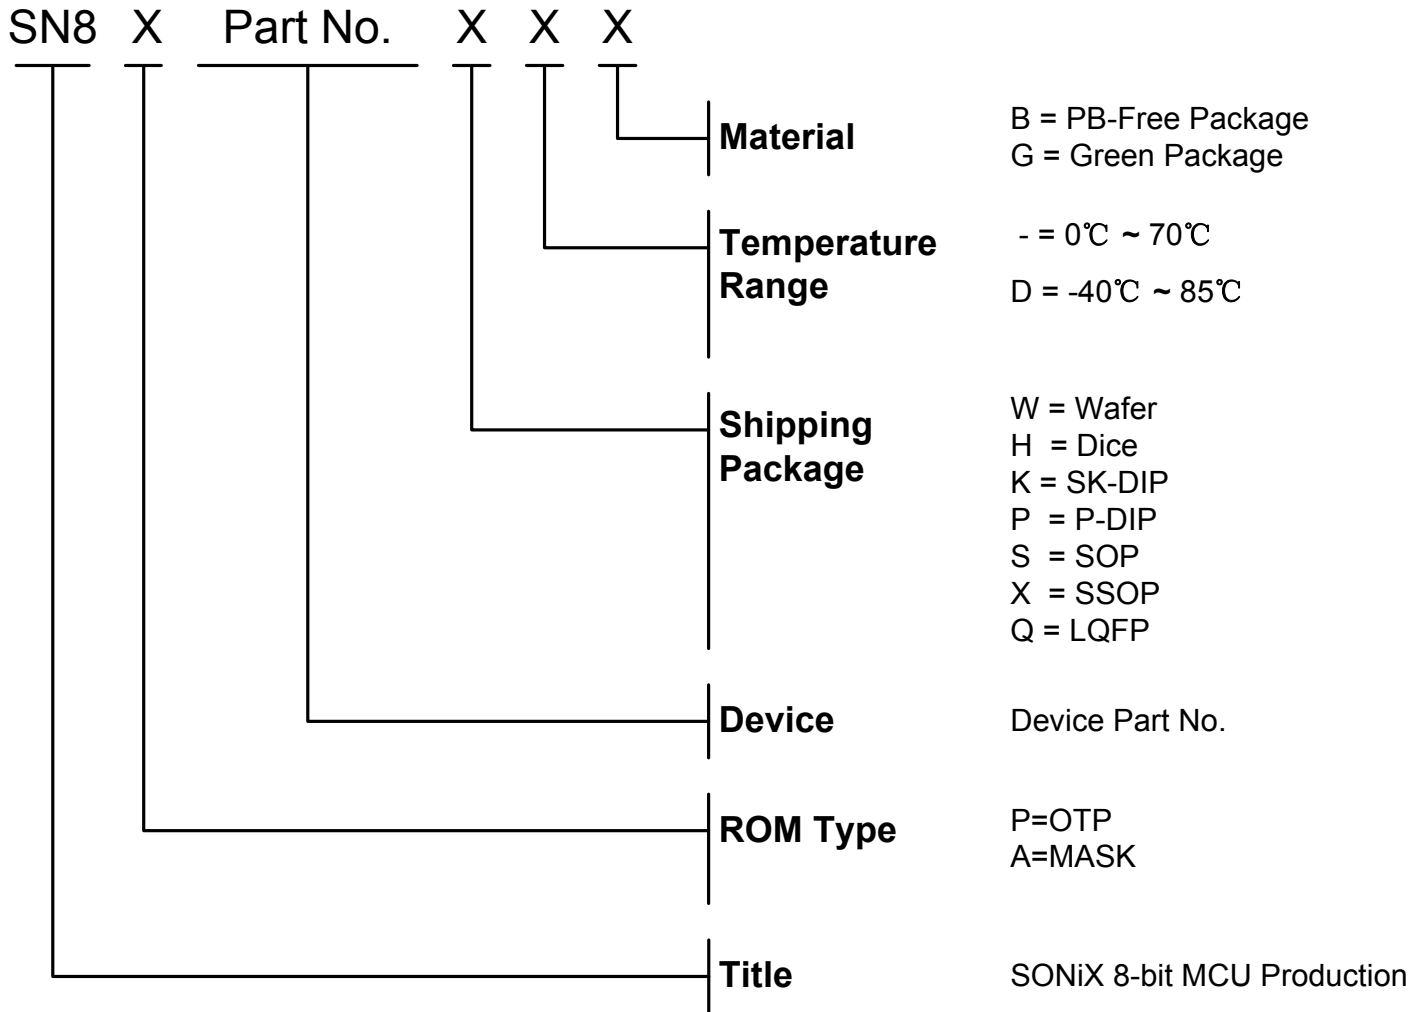 SN8 X Part No. X X X
Material
B = PB-Free Package
G = Green Package
Temperature
Range
- = 0℃ ~ 70℃
D = -40℃ ~ 85℃
Shipping
Package
W = Wafer
H = Dice
K = SK-DIP
P = P-DIP
S = SOP
X = SSOP
Q = LQFP
Device
Device Part No.
ROM Type
P=OTP
A=MASK
Title
SONiX 8-bit MCU Production